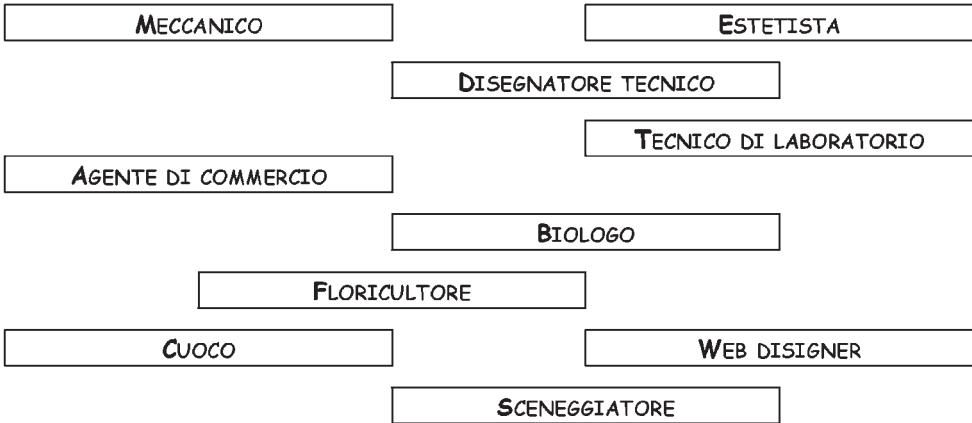 MECCANICO
ESTETISTA
DISEGNATORE TECNICO
TECNICO DI LABORATORIO
AGENTE DI COMMERCIO
BIOLOGO
FLORICULTORE
CUOCO
WEB DISIGNER
SCENEGGIATORE